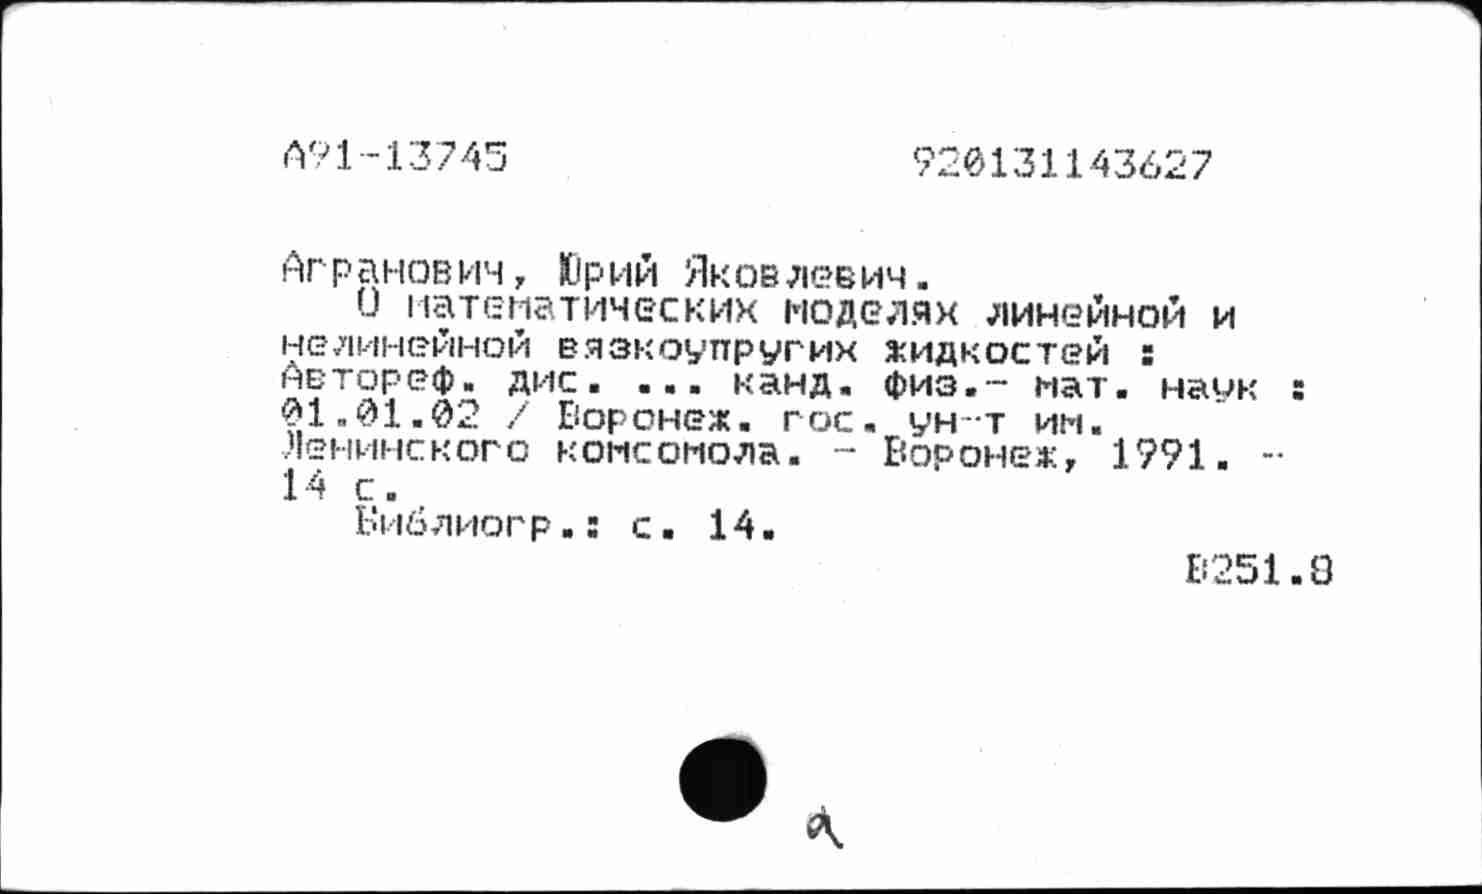 А91-13745 920131143627
Агранович, Юрий Яковлевич.
О математических моделях линейной и
нелинейной вязкоупругих жидкостей :
Автореф. дис. ... канд. физ.- мат. наук :
01.01.02 / Воронеж. гос. ун-т им.
Ленинского комсомола. - Воронеж, 1991. -
14 с.
Библиогр.: с. 14.
В251.8